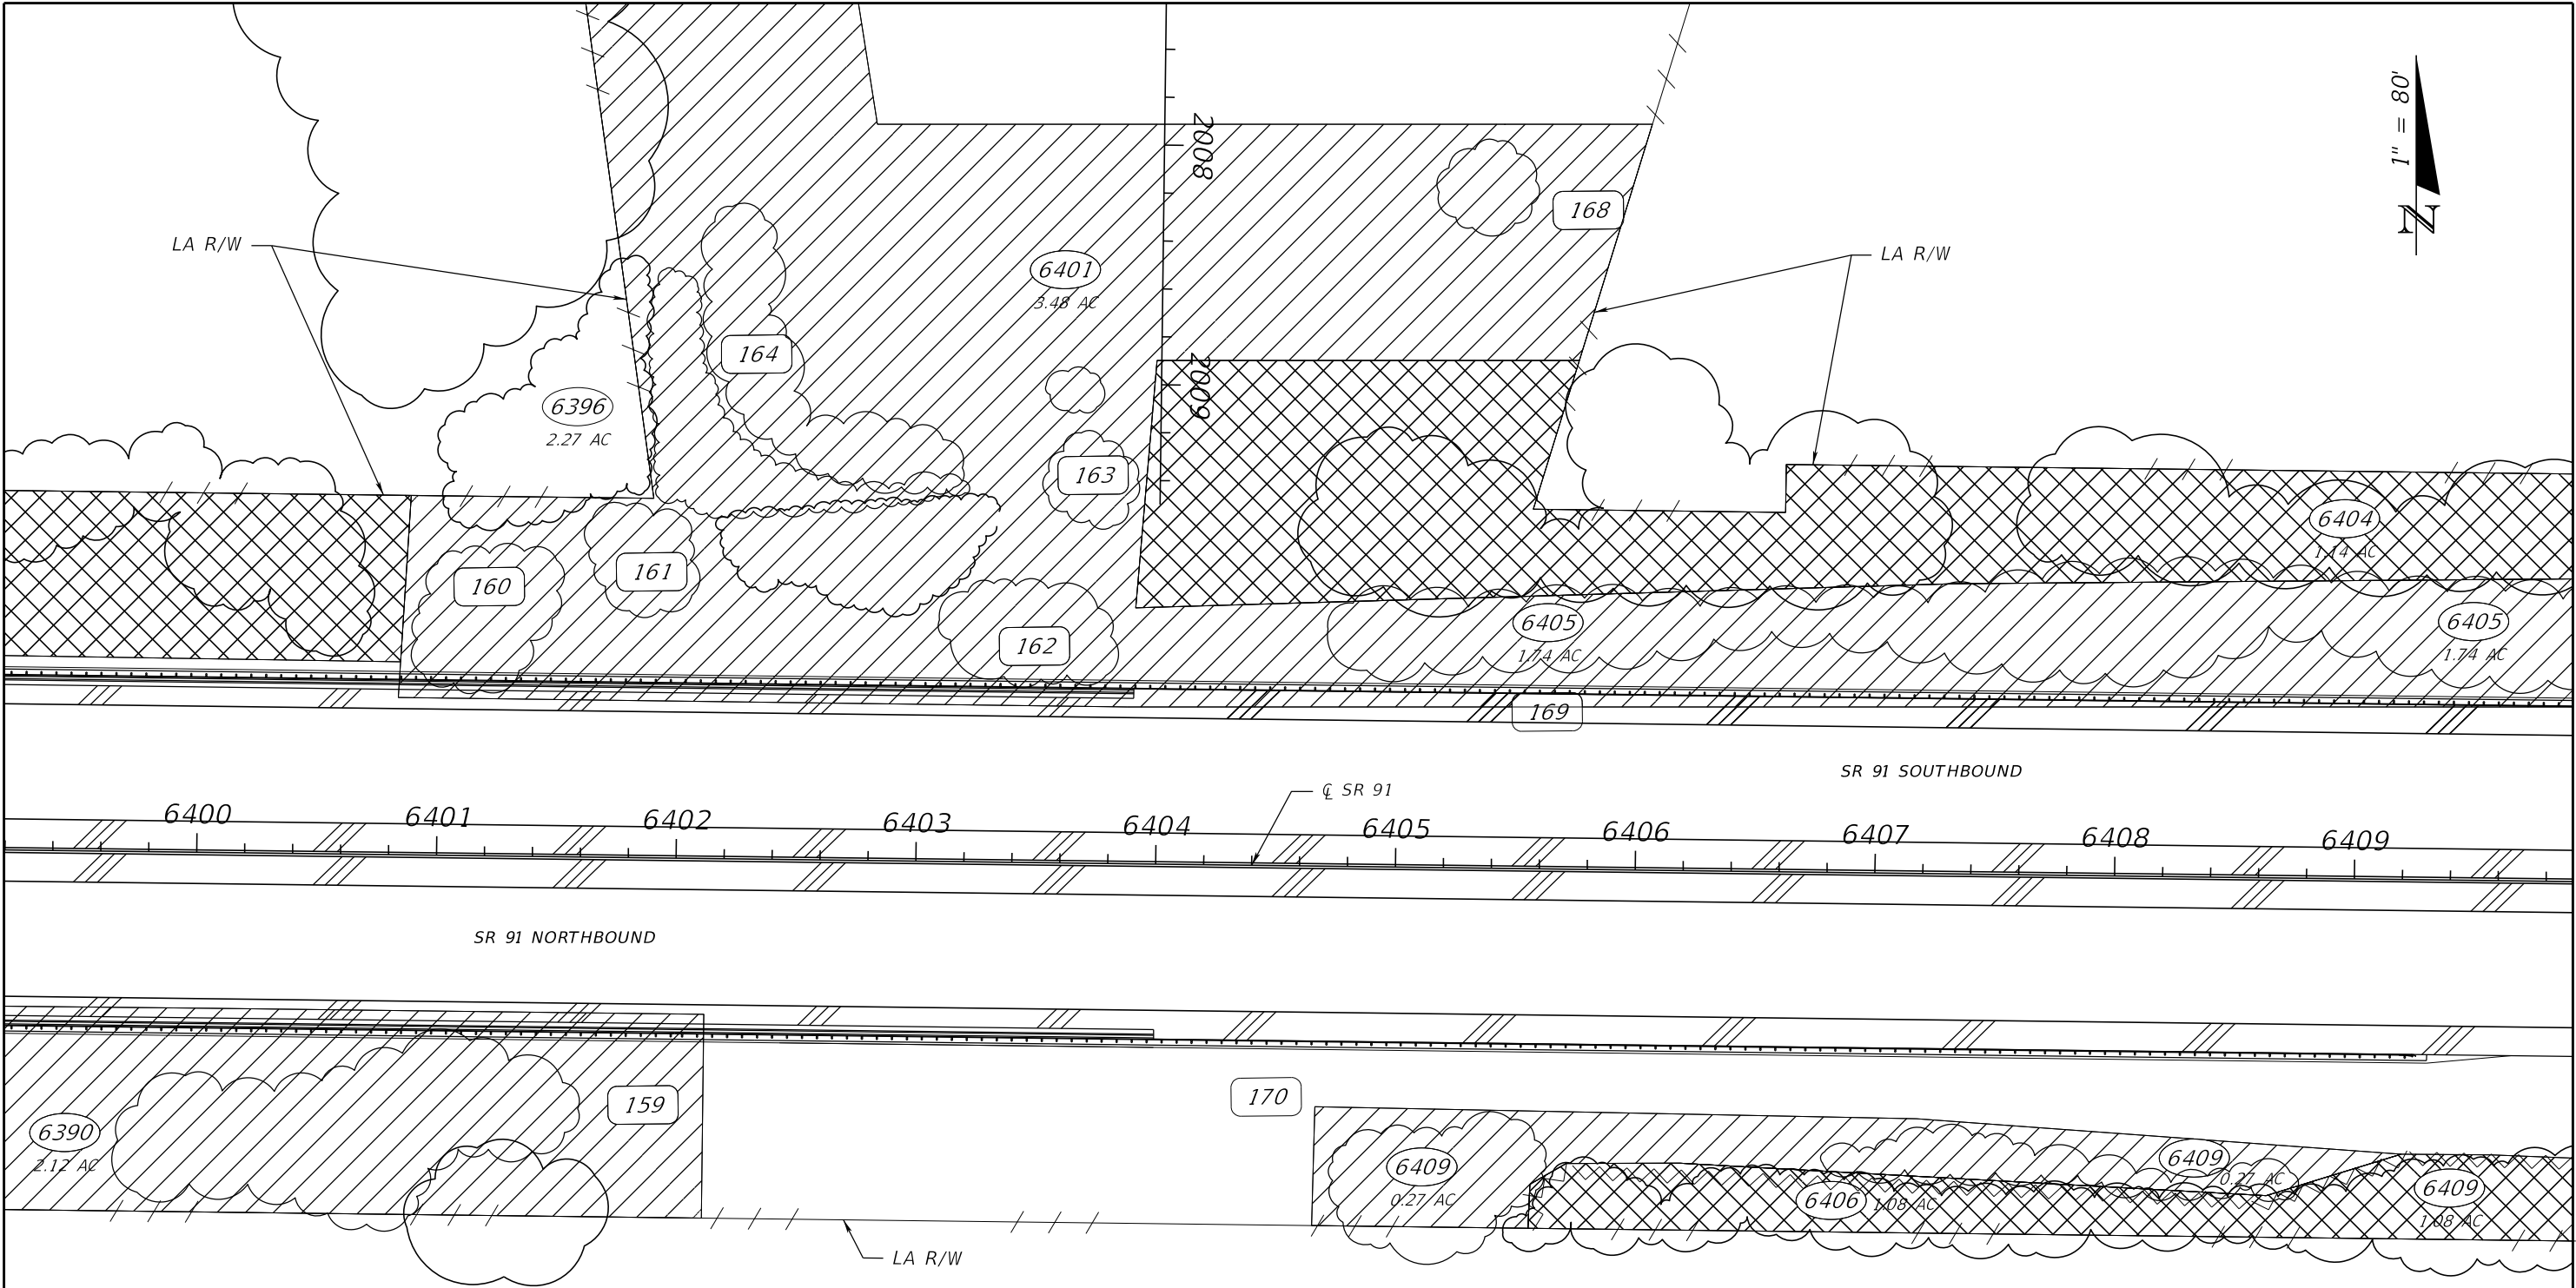 1" = 80'
N
2008
168
LA R/W
LA R/W
6401
3.48 AC
164
2009
6396
2.27 AC
163
6404
1.14 AC
161
160
6405
1.74 AC
6405
1.74 AC
162
169
SR 91 SOUTHBOUND
℄ SR 91
6400
6401
6402
6403
6404
6405
6406
6407
6408
6409
SR 91 NORTHBOUND
170
159
6390
2.12 AC
6409
0.27 AC
6409
0.27 AC
6406
1.08 AC
6409
1.08 AC
LA R/W